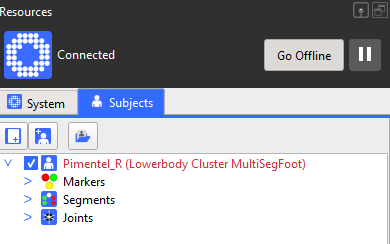 Resources
Connected
Go Offline
System
Subjects
Pimentel_R (Lowerbody Cluster MultiSegFoot)
Markers
Segments
Joints